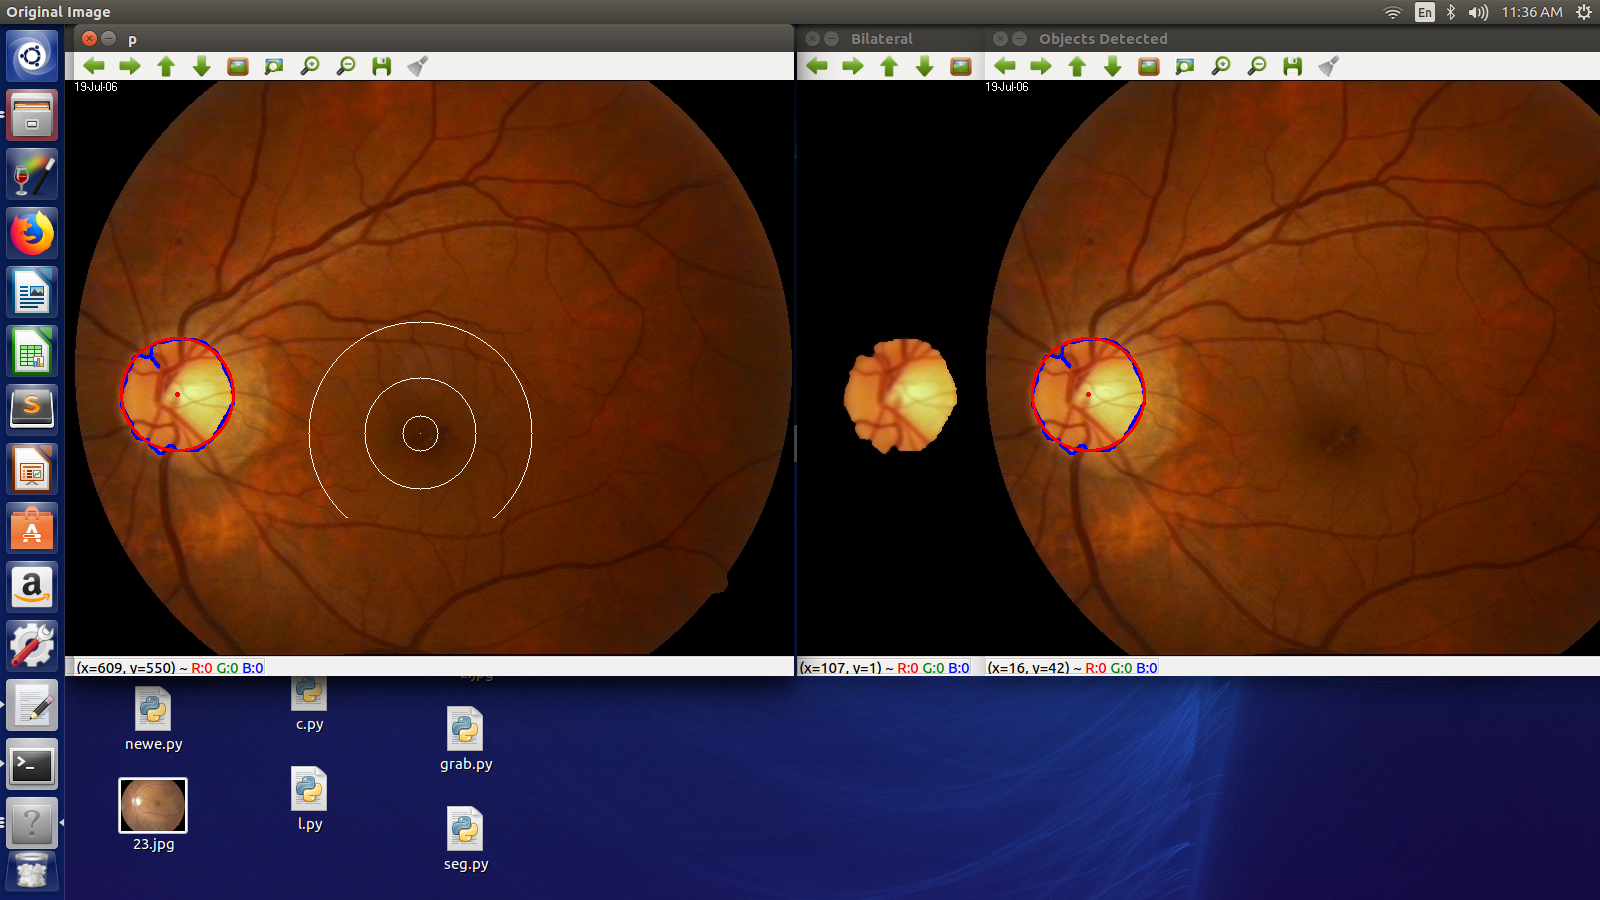 Original Image
En
11:36 AM
p
Bilateral
Objects Detected
19-Jul-06
19-Jul-06
(x=609, y=550) ~ R:0 G:0 B:0
(x=107, y=1) ~ R:0 G:0 B:0
(x=16, y=42) ~ R:0 G:0 B:0
newe.py
c.py
grab.py
23.jpg
l.py
seg.py
S
A
a
>_
?